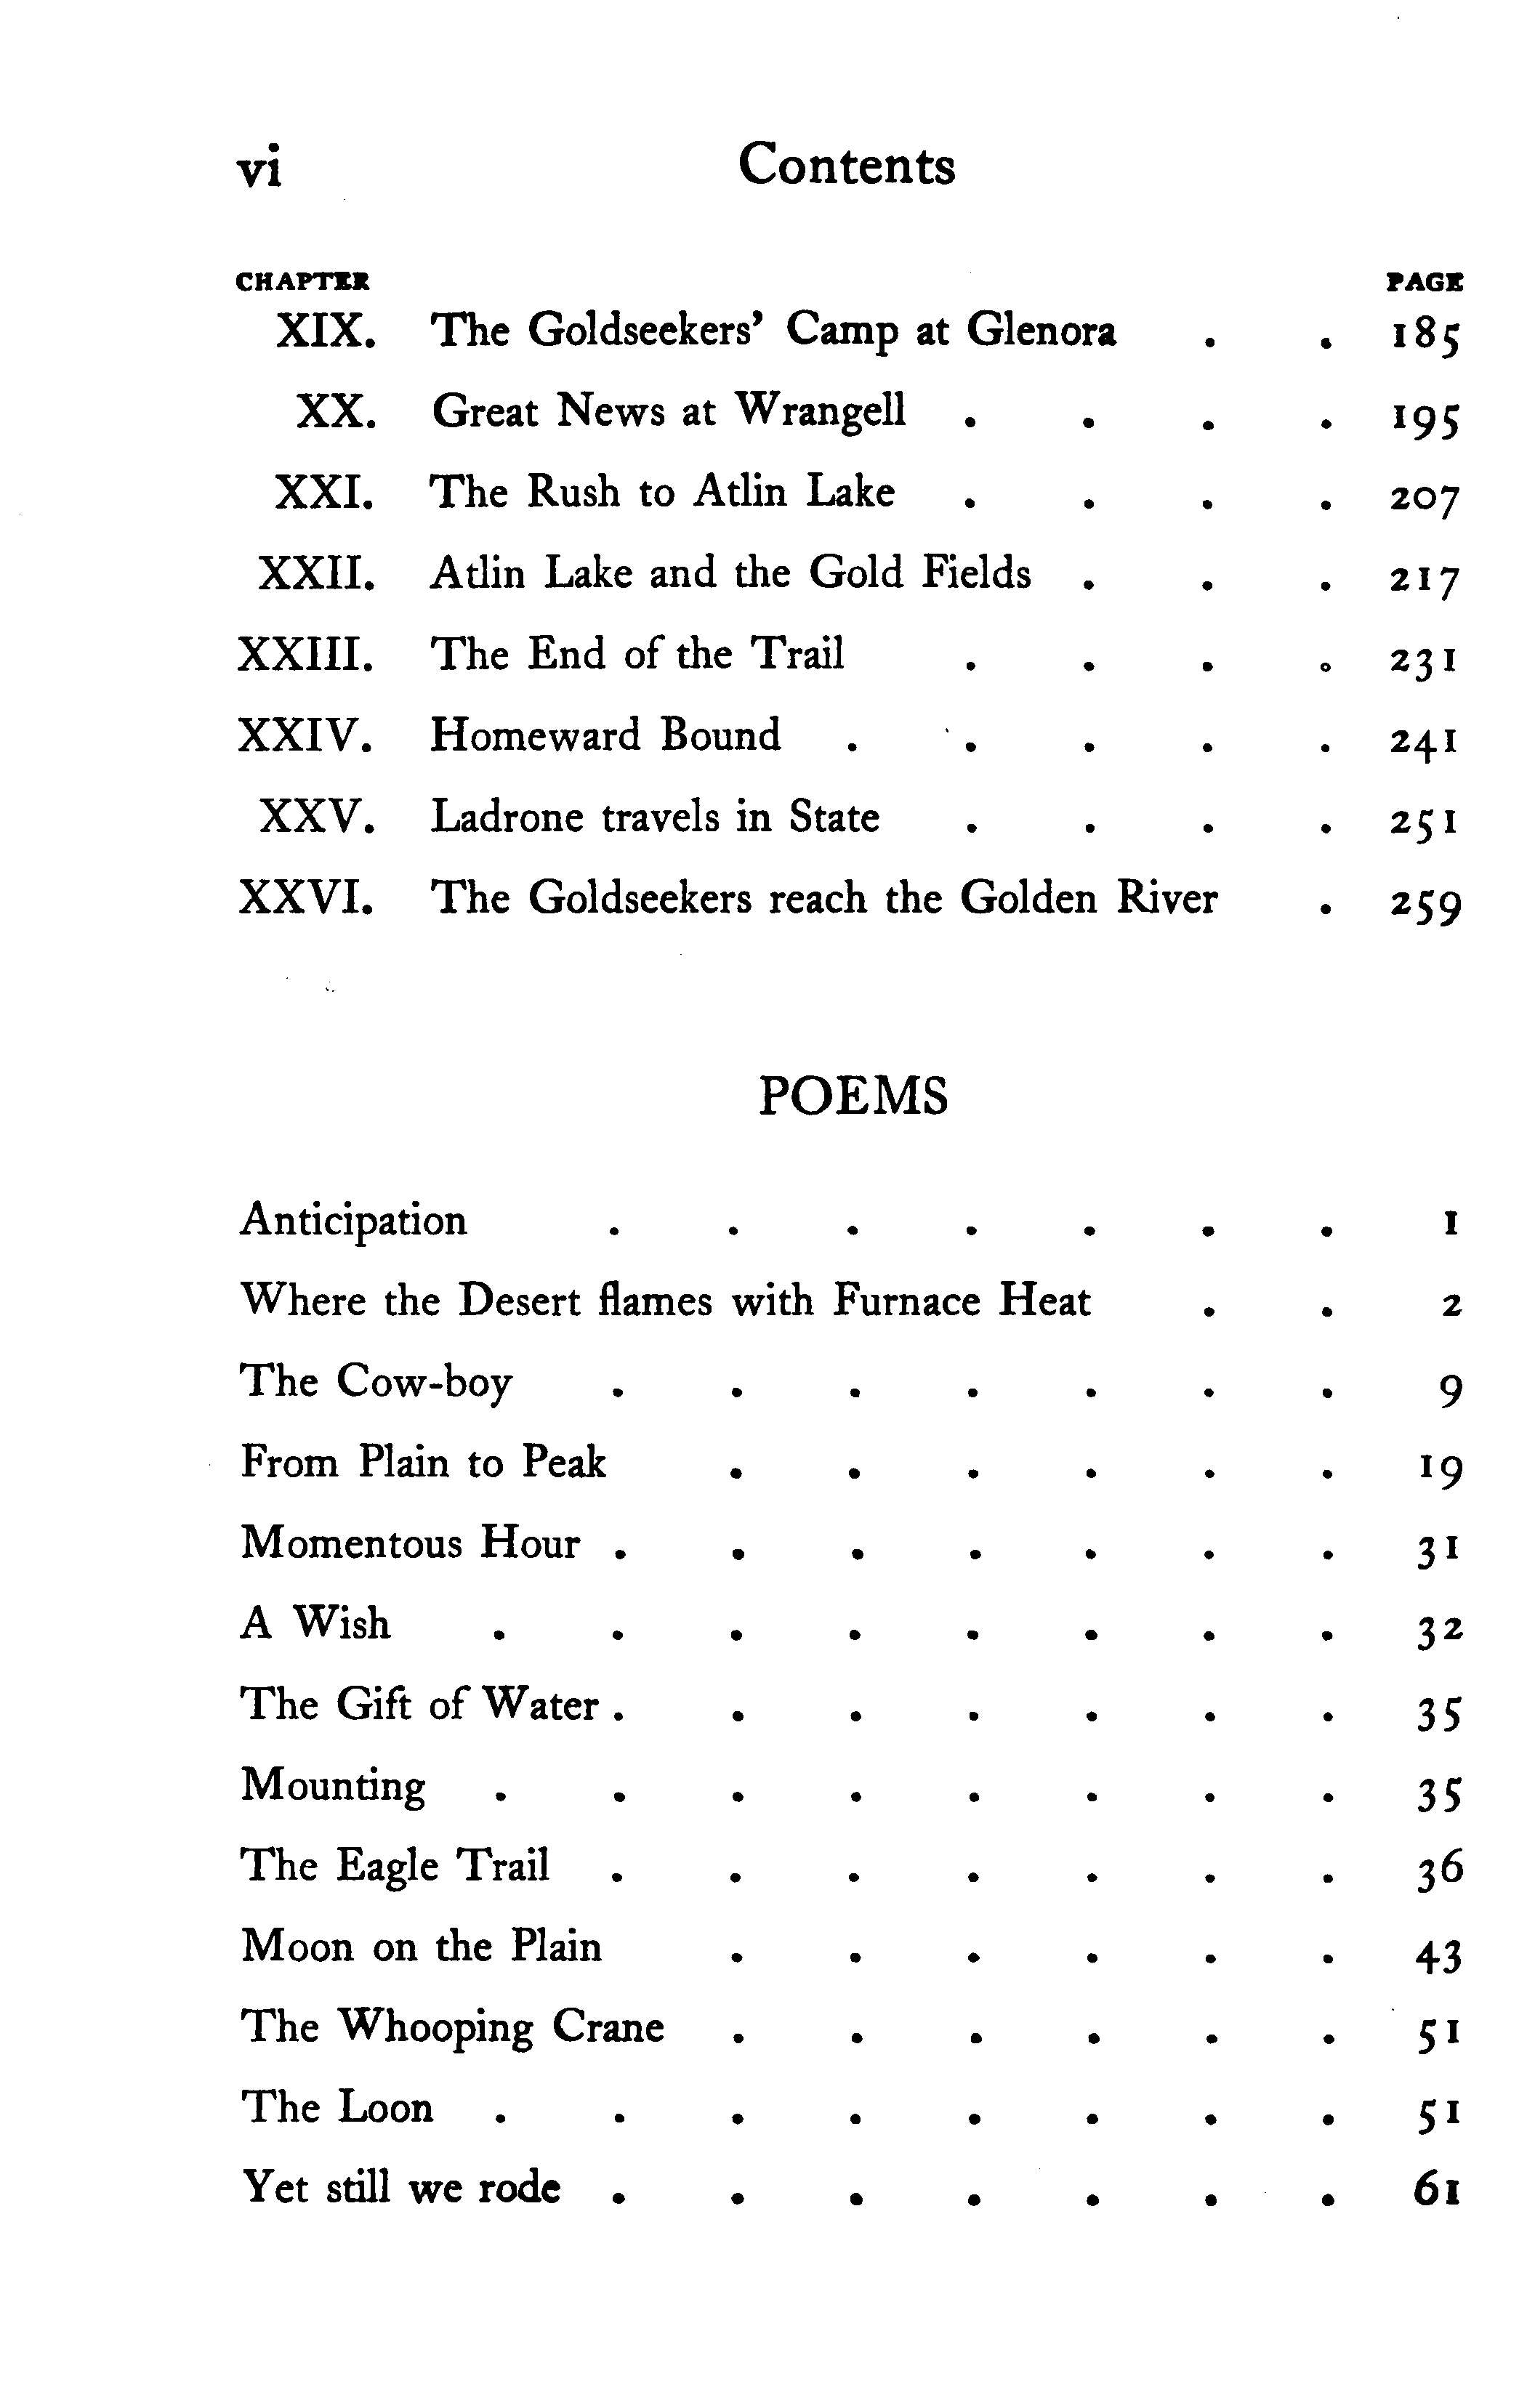 vi Contents
CHAPTER PAGE
XIX. The Goldseekers' Camp at Glenora . . 185
XX. Great News at Wrangell . . . . 195
XXI. The Rush to Atlin Lake . . . . 207
XXII. Atlin Lake and the Gold Fields . . . 217
XXIII. The End of the Trail . . . . 231
XXIV. Homeward Bound . . . . . 241
XXV. Ladrone travels in State . . . . 251
XXVI. The Goldseekers reach the Golden River . 259
POEMS
Anticipation . . . . . . . 1
Where the Desert flames with Furnace Heat . . 2
The Cow-boy . . . . . . . 9
From Plain to Peak . . . . . . 19
Momentous Hour . . . . . . . 31
A Wish . . . . . . . . 32
The Gift of Water . . . . . . . 35
Mounting . . . . . . . . 35
The Eagle Trail . . . . . . . 36
Moon on the Plain . . . . . . 43
The Whooping Crane . . . . . . 51
The Loon . . . . . . . . 51
Yet still we rode . . . . . . . 61